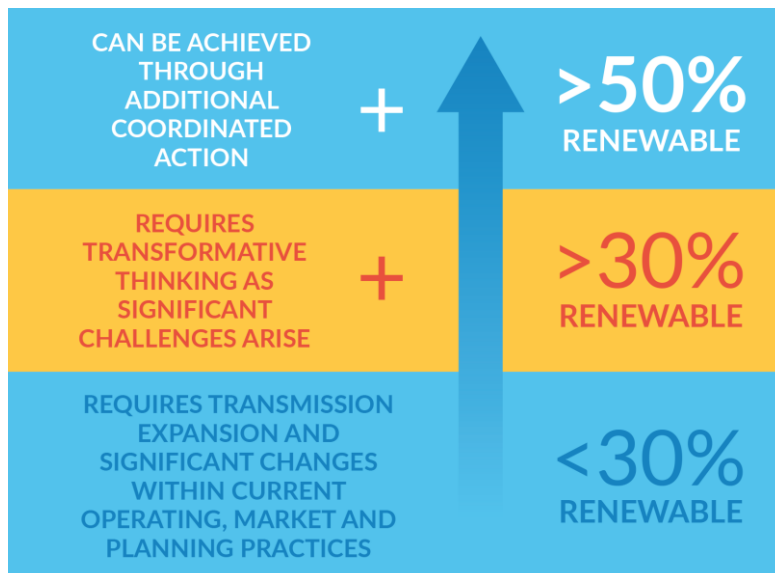 CAN BE ACHIEVED
THROUGH
ADDITIONAL
COORDINATED
ACTION
+
>50%
RENEWABLE
REQUIRES
TRANSFORMATIVE
THINKING AS
SIGNIFICANT
CHALLENGES ARISE
+
>30%
RENEWABLE
REQUIRES TRANSMISSION
EXPANSION AND
SIGNIFICANT CHANGES
WITHIN CURRENT
OPERATING, MARKET AND
PLANNING PRACTICES
<30%
RENEWABLE